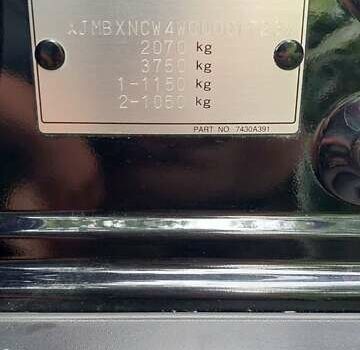 2070 kg
3750 kg
1-1150 kg
2-1050 kg
PART NO 7430A391